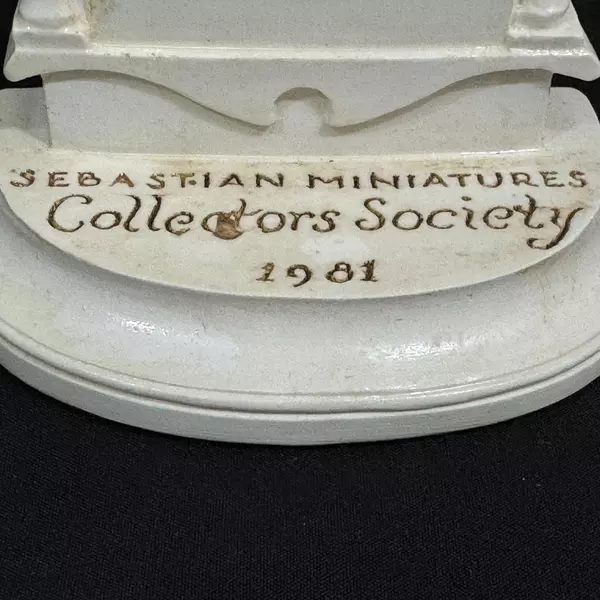 SEBASTIAN MINIATURES
Collectors Society
1981